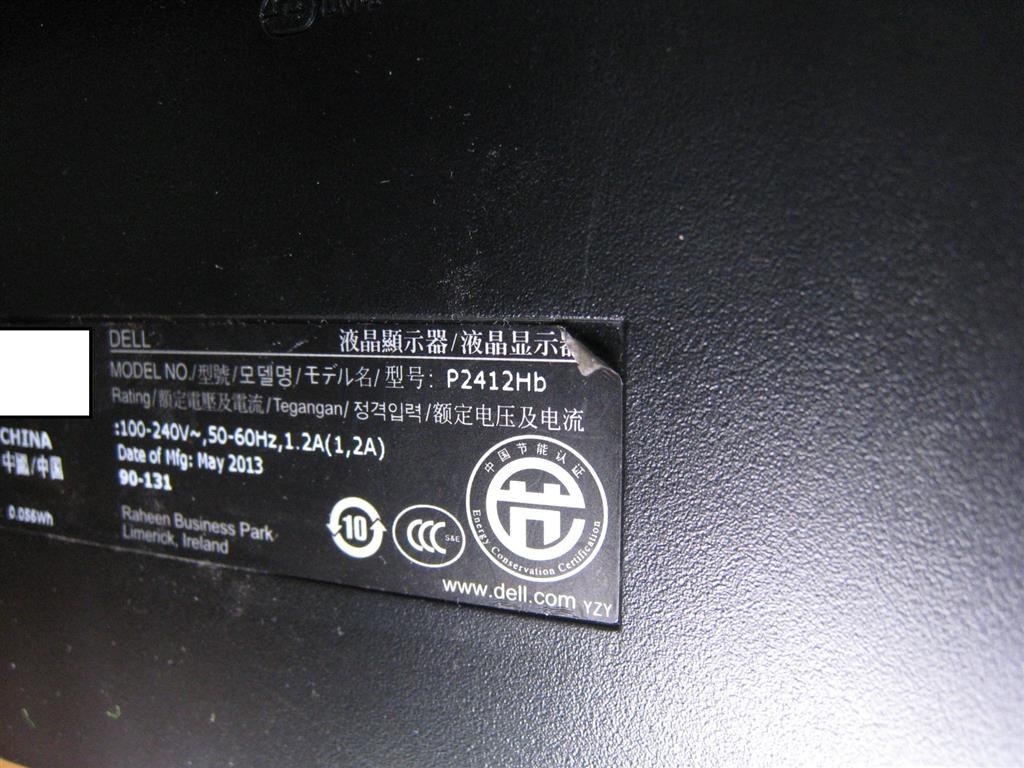 DELL 液晶顯示器/液晶显示器
MODEL NO./型號/모델명/モデル名/型号: P2412Hb
Rating/額定電壓及電流/Tegangan/정격입력/额定电压及电流
:100-240V~,50-60Hz,1.2A(1,2A)
CHINA
Date of Mfg: May 2013
中國/中国
90-131
0.086Wh
Raheen Business Park
Limerick, Ireland
10
CCC S&E
中国节能认证
Energy Conservation Certification
www.dell.com YZY